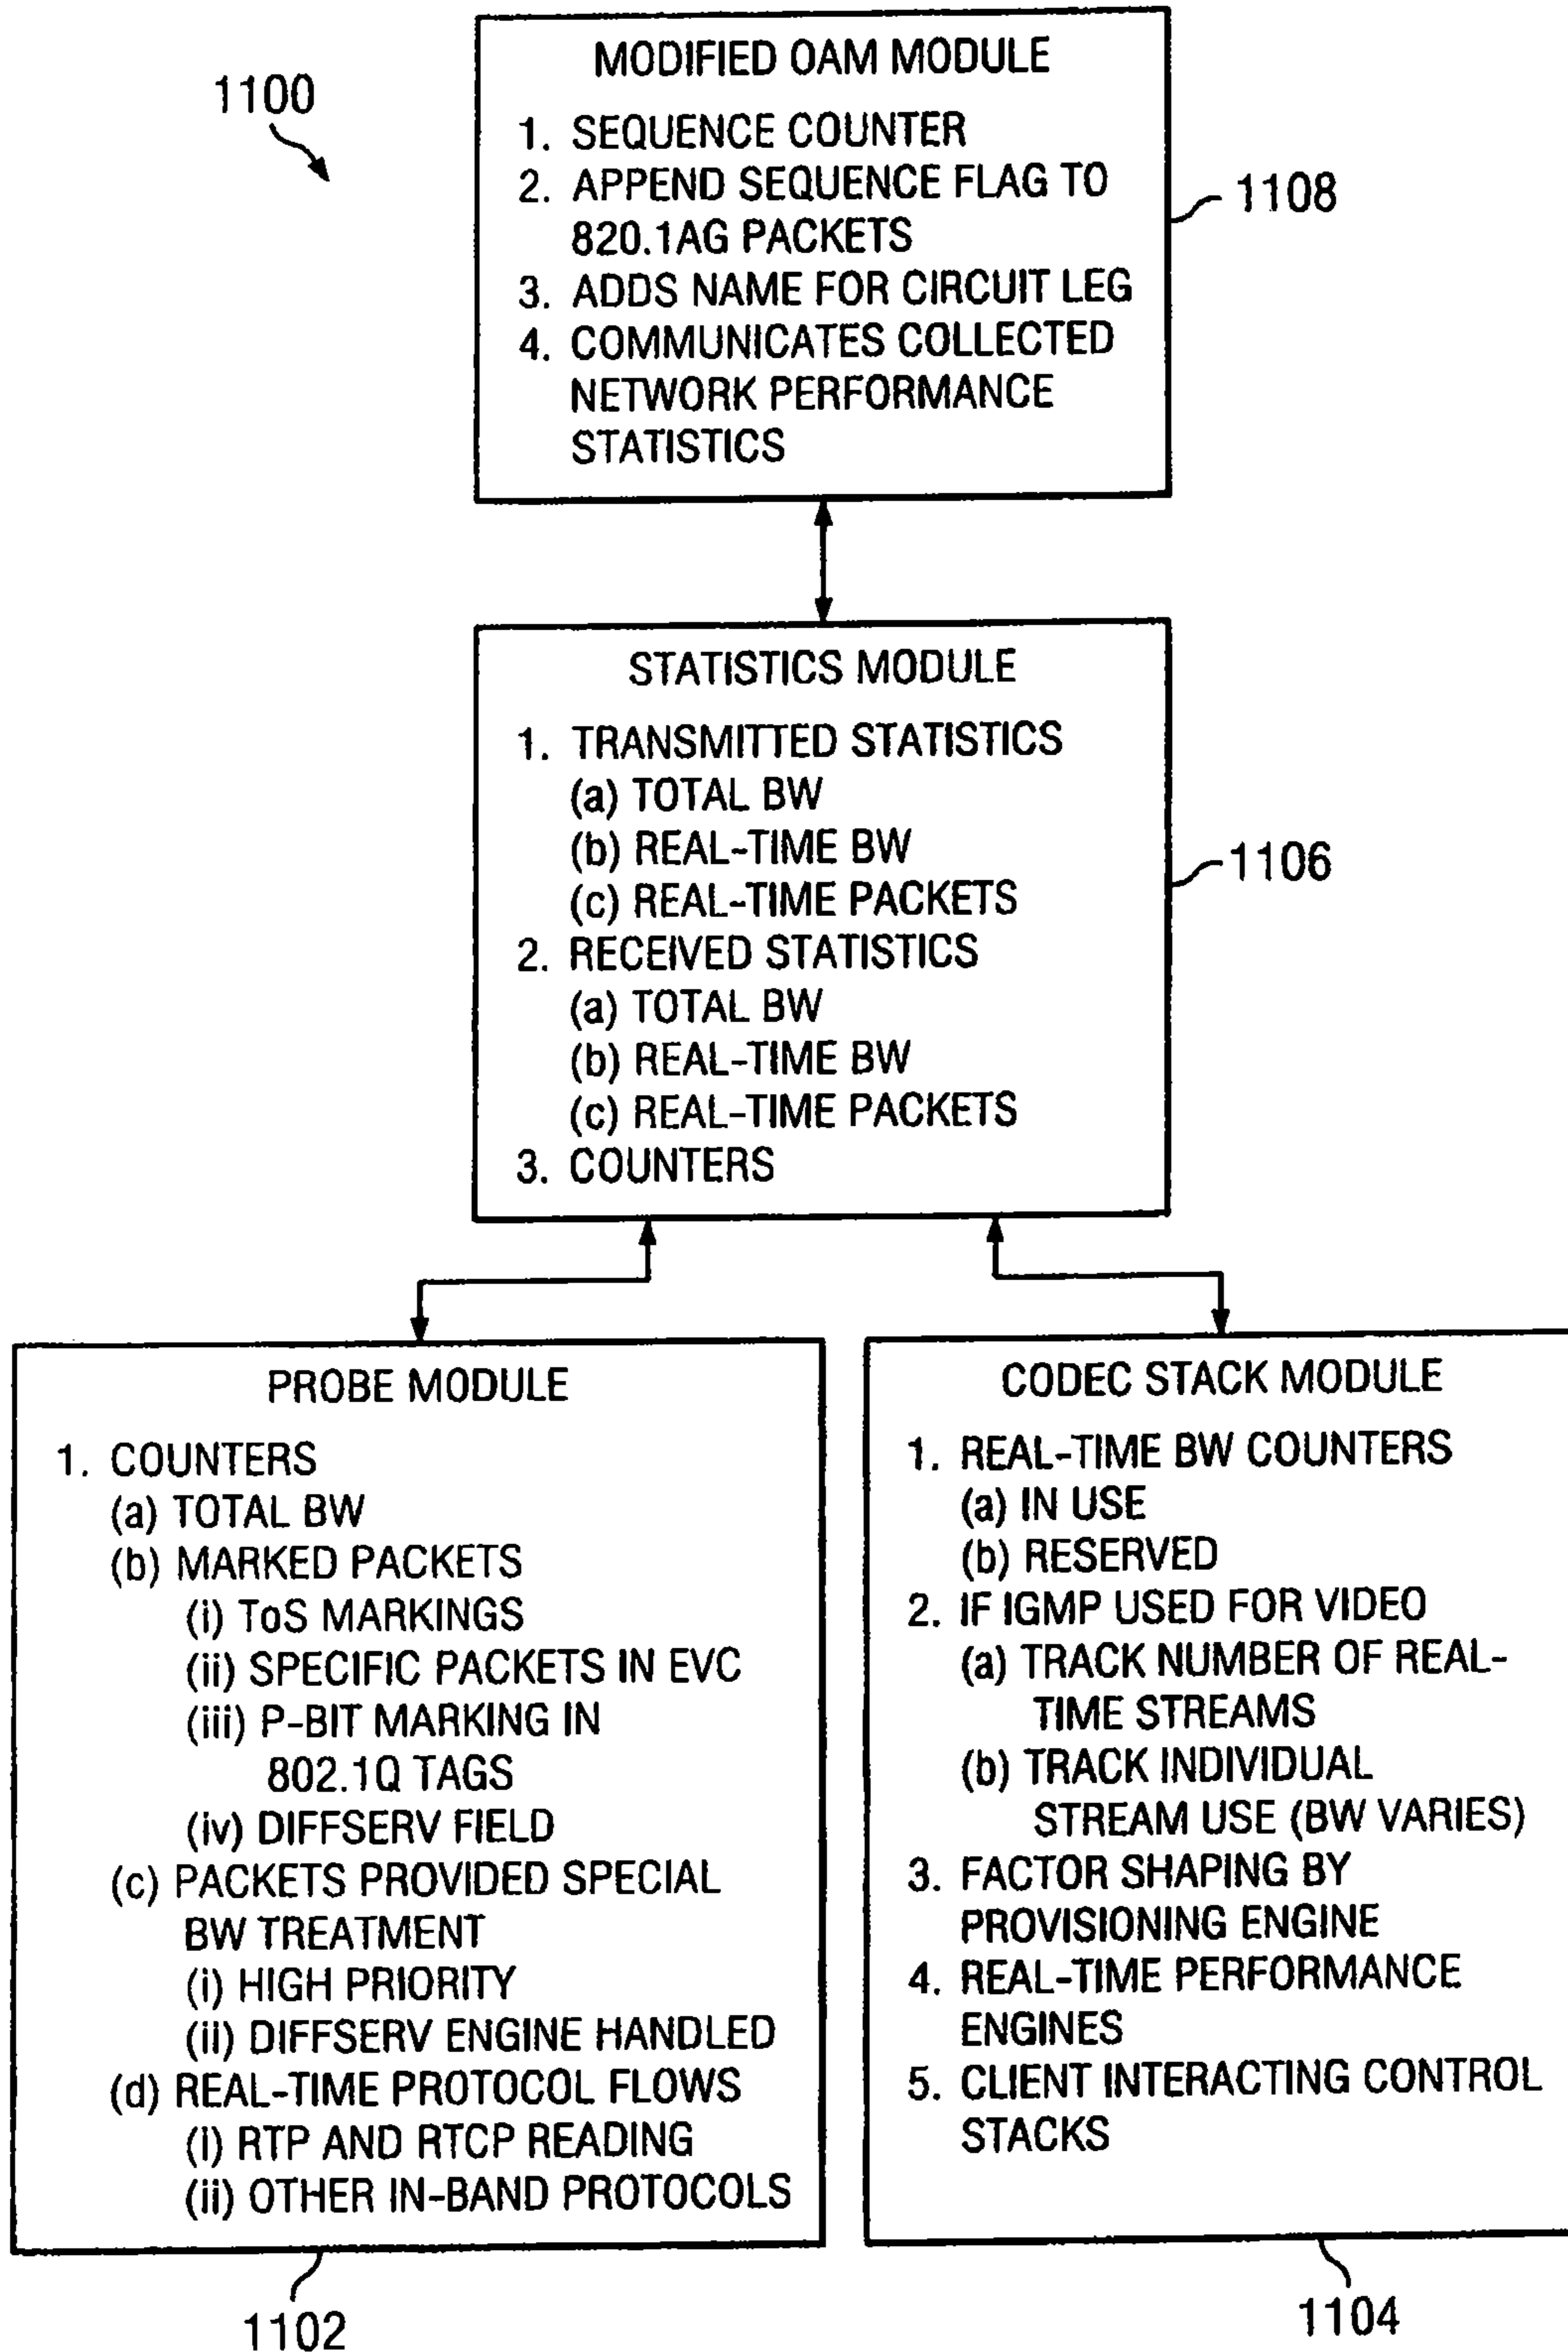 1100
MODIFIED OAM MODULE
1. SEQUENCE COUNTER
2. APPEND SEQUENCE FLAG TO
820.1AG PACKETS
3. ADDS NAME FOR CIRCUIT LEG
4. COMMUNICATES COLLECTED
NETWORK PERFORMANCE
STATISTICS
1108
STATISTICS MODULE
1. TRANSMITTED STATISTICS
(a) TOTAL BW
(b) REAL-TIME BW
(c) REAL-TIME PACKETS
2. RECEIVED STATISTICS
(a) TOTAL BW
(b) REAL-TIME BW
(c) REAL-TIME PACKETS
3. COUNTERS
1106
PROBE MODULE
1. COUNTERS
(a) TOTAL BW
(b) MARKED PACKETS
(i) ToS MARKINGS
(ii) SPECIFIC PACKETS IN EVC
(iii) P-BIT MARKING IN
802.1Q TAGS
(iv) DIFFSERV FIELD
(c) PACKETS PROVIDED SPECIAL
BW TREATMENT
(i) HIGH PRIORITY
(ii) DIFFSERV ENGINE HANDLED
(d) REAL-TIME PROTOCOL FLOWS
(i) RTP AND RTCP READING
(ii) OTHER IN-BAND PROTOCOLS
1102
CODEC STACK MODULE
1. REAL-TIME BW COUNTERS
(a) IN USE
(b) RESERVED
2. IF IGMP USED FOR VIDEO
(a) TRACK NUMBER OF REAL-
TIME STREAMS
(b) TRACK INDIVIDUAL
STREAM USE (BW VARIES)
3. FACTOR SHAPING BY
PROVISIONING ENGINE
4. REAL-TIME PERFORMANCE
ENGINES
5. CLIENT INTERACTING CONTROL
STACKS
1104